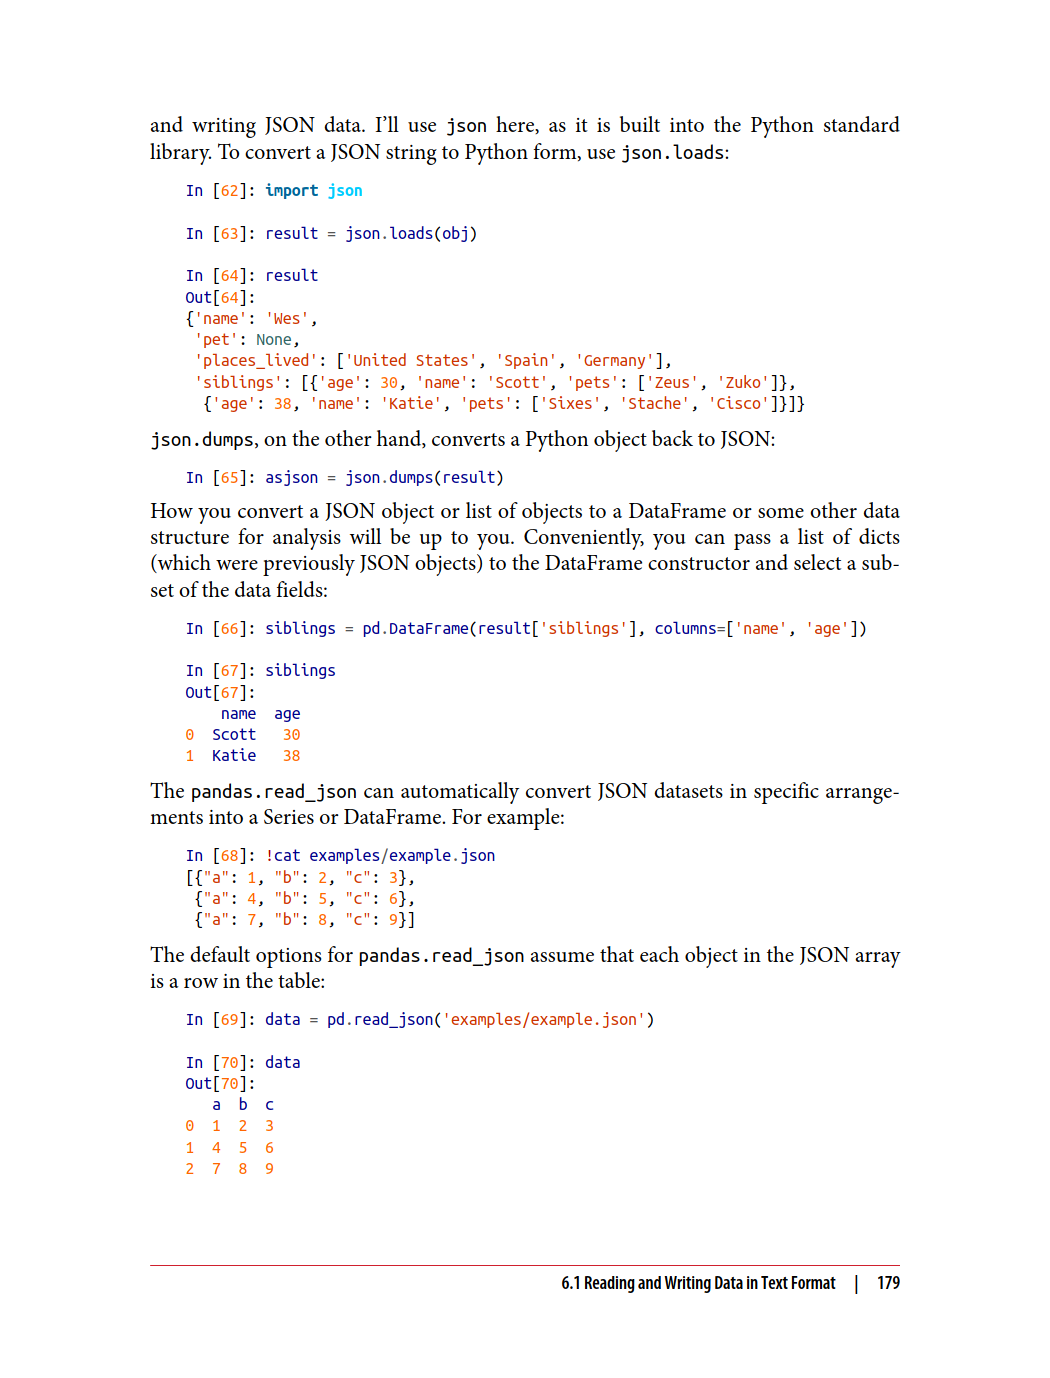 and writing JSON data. I’ll use json here, as it is built into the Python standard
library. To convert a JSON string to Python form, use json.loads:
In [62]: import json
In [63]: result = json.loads(obj)
In [64]: result
Out[64]:
{'name': 'Wes',
 'pet': None,
 'places_lived': ['United States', 'Spain', 'Germany'],
 'siblings': [{'age': 30, 'name': 'Scott', 'pets': ['Zeus', 'Zuko']},
  {'age': 38, 'name': 'Katie', 'pets': ['Sixes', 'Stache', 'Cisco']}]}
json.dumps, on the other hand, converts a Python object back to JSON:
In [65]: asjson = json.dumps(result)
How you convert a JSON object or list of objects to a DataFrame or some other data
structure for analysis will be up to you. Conveniently, you can pass a list of dicts
(which were previously JSON objects) to the DataFrame constructor and select a sub-
set of the data fields:
In [66]: siblings = pd.DataFrame(result['siblings'], columns=['name', 'age'])
In [67]: siblings
Out[67]:
    name  age
0  Scott   30
1  Katie   38
The pandas.read_json can automatically convert JSON datasets in specific arrange-
ments into a Series or DataFrame. For example:
In [68]: !cat examples/example.json
[{"a": 1, "b": 2, "c": 3},
 {"a": 4, "b": 5, "c": 6},
 {"a": 7, "b": 8, "c": 9}]
The default options for pandas.read_json assume that each object in the JSON array
is a row in the table:
In [69]: data = pd.read_json('examples/example.json')
In [70]: data
Out[70]:
   a  b  c
0  1  2  3
1  4  5  6
2  7  8  9
6.1 Reading and Writing Data in Text Format | 179